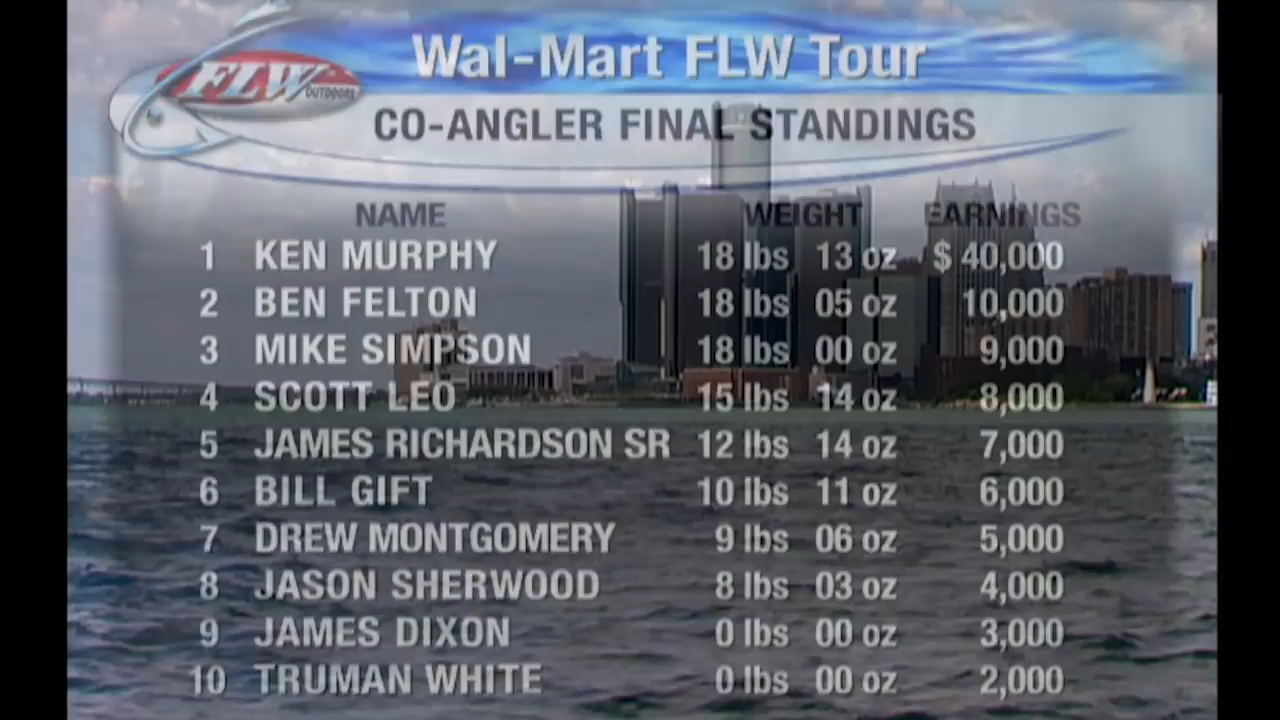 Wal-Mart FLW Tour
FLW
OUTDOORS
CO-ANGLER FINAL STANDINGS
NAME WEIGHT EARNINGS
1 KEN MURPHY 18 lbs 13 oz $ 40,000
2 BEN FELTON 18 lbs 05 oz 10,000
3 MIKE SIMPSON 18 lbs 00 oz 9,000
4 SCOTT LEO 15 lbs 14 oz 8,000
5 JAMES RICHARDSON SR 12 lbs 14 oz 7,000
6 BILL GIFT 10 lbs 11 oz 6,000
7 DREW MONTGOMERY 9 lbs 06 oz 5,000
8 JASON SHERWOOD 8 lbs 03 oz 4,000
9 JAMES DIXON 0 lbs 00 oz 3,000
10 TRUMAN WHITE 0 lbs 00 oz 2,000